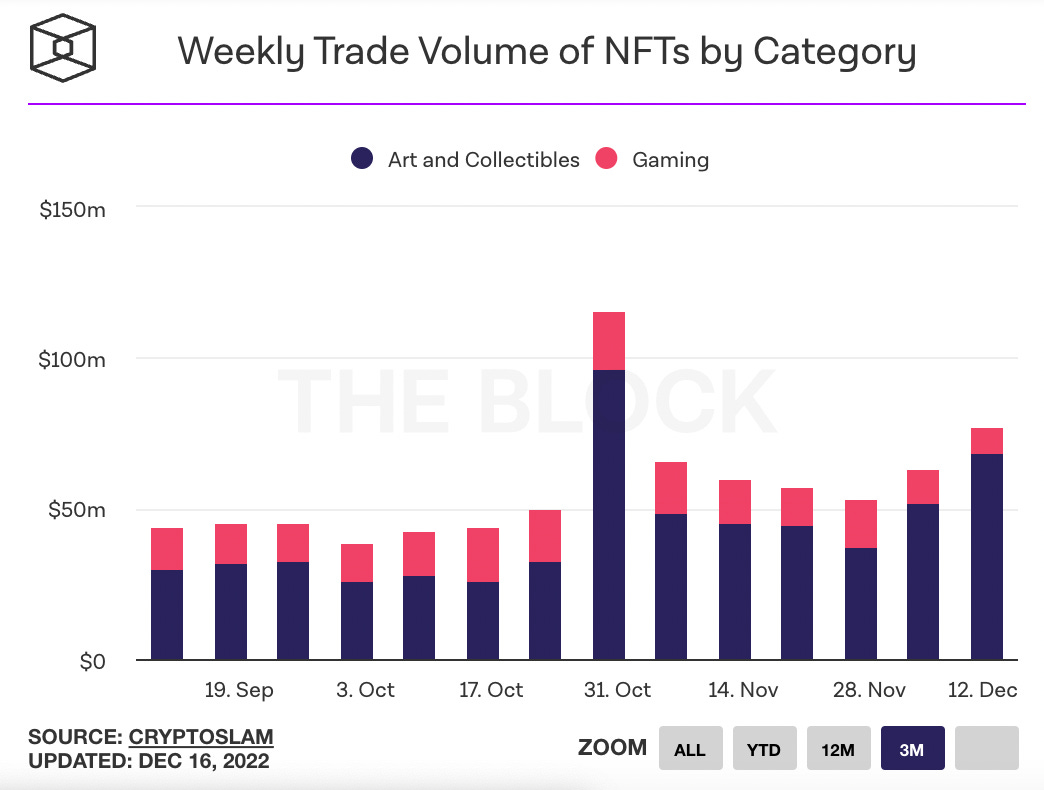 Weekly Trade Volume of NFTs by Category
Art and Collectibles Gaming
$150m
$100m
THE BLOCK
$50m
$0
19. Sep 3. Oct 17. Oct 31. Oct 14. Nov 28. Nov 12. Dec
SOURCE: CRYPTOSLAM
UPDATED: DEC 16, 2022
ZOOM ALL YTD 12M 3M